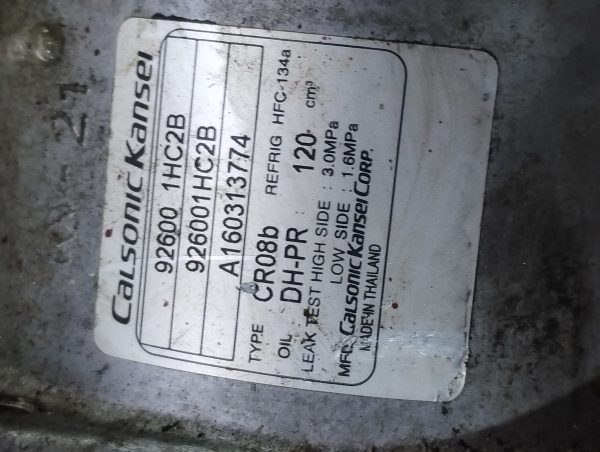 Calsonic Kansei
92600 1HC2B
926001HC2B
A160313774
TYPE CR08b REFRIG HFC-134a
OIL DH-PR : 120 cm³
LEAK TEST HIGH SIDE : 3.0MPa
LOW SIDE : 1.6MPa
MFD. Calsonic Kansei Corp.
MADE IN THAILAND